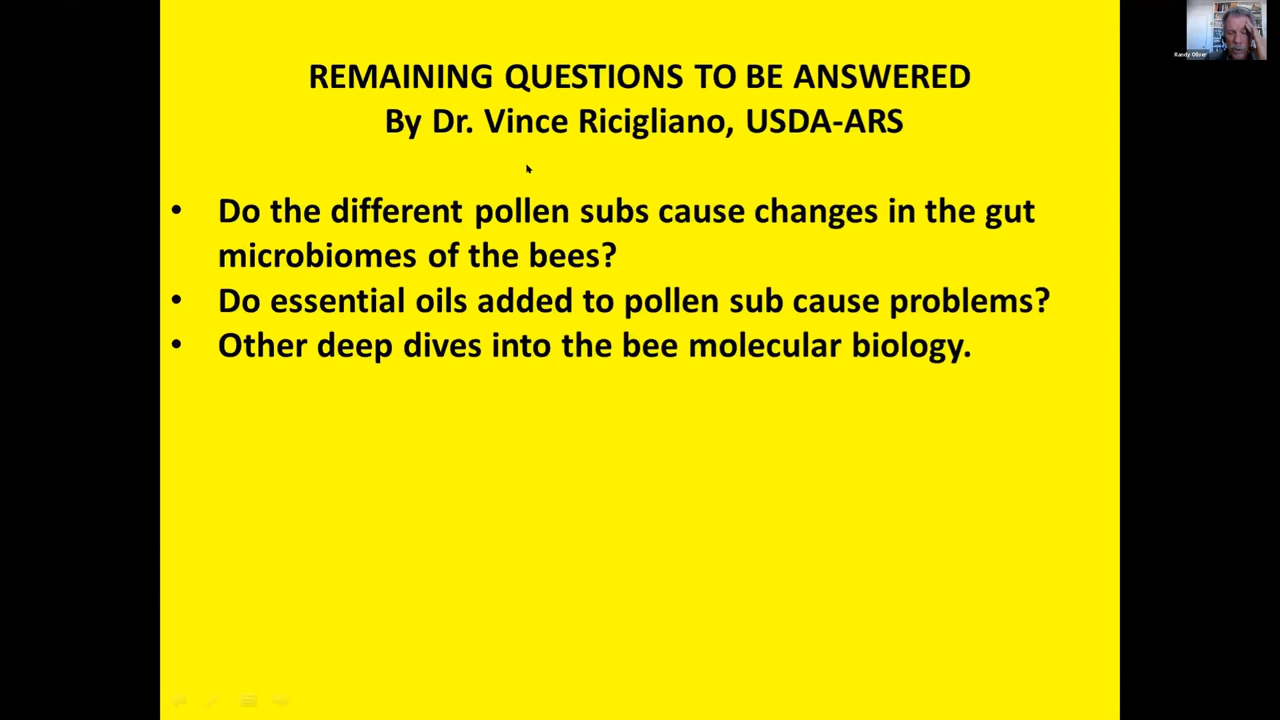 REMAINING QUESTIONS TO BE ANSWERED
By Dr. Vince Ricigliano, USDA-ARS
• Do the different pollen subs cause changes in the gut
microbiomes of the bees?
• Do essential oils added to pollen sub cause problems?
• Other deep dives into the bee molecular biology.
Randy Oliver